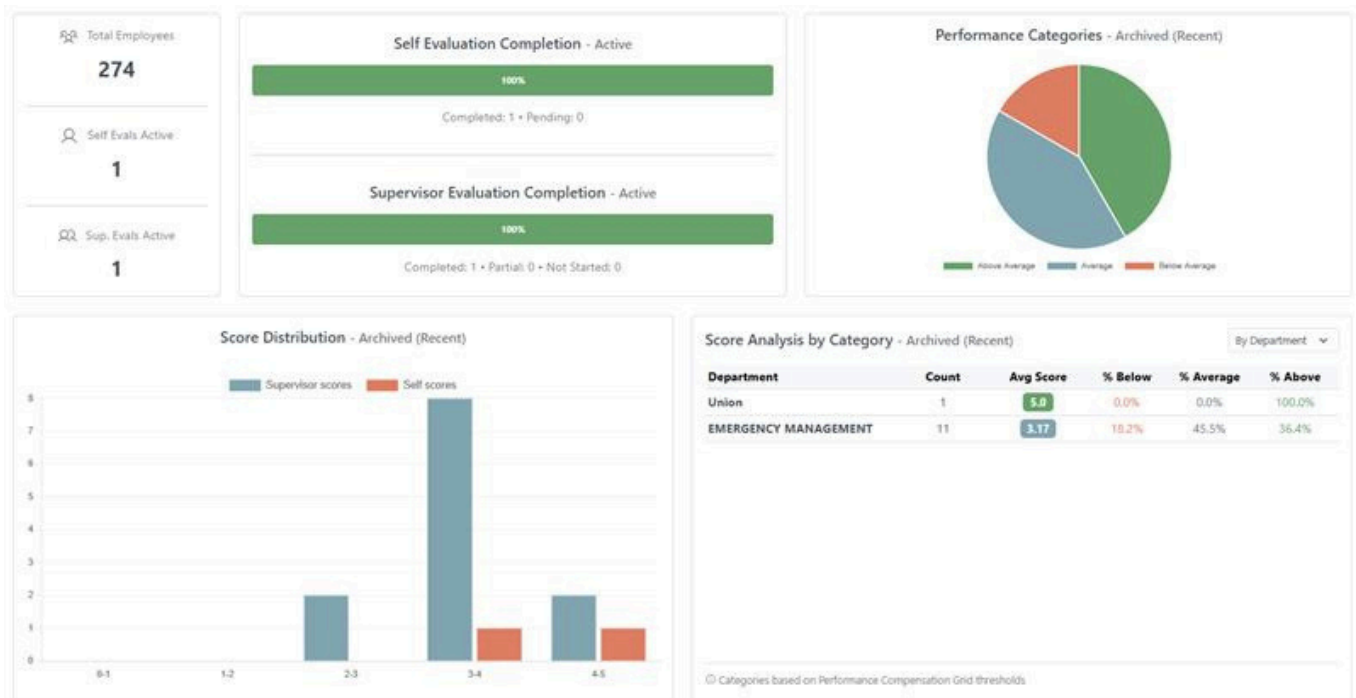 Total Employees
274
Self Evals Active
1
Sup. Evals Active
1
Self Evaluation Completion - Active
100%
Completed: 1 • Pending: 0
Supervisor Evaluation Completion - Active
100%
Completed: 1 • Partial: 0 • Not Started: 0
Performance Categories - Archived (Recent)
Above Average Average Below Average
Score Distribution - Archived (Recent)
Supervisor scores Self scores
8
7
6
5
4
3
2
1
0
0-1 1-2 2-3 3-4 4-5
Score Analysis by Category - Archived (Recent)
By Department
Department Count Avg Score % Below % Average % Above
Union 1 5.0 0.0% 0.0% 100.0%
EMERGENCY MANAGEMENT 11 3.17 18.2% 45.5% 36.4%
Categories based on Performance Compensation Grid thresholds